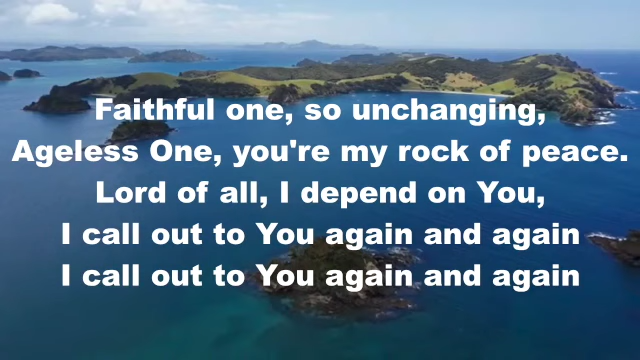 Faithful one, so unchanging,
Ageless One, you're my rock of peace.
Lord of all, I depend on You,
I call out to You again and again
I call out to You again and again